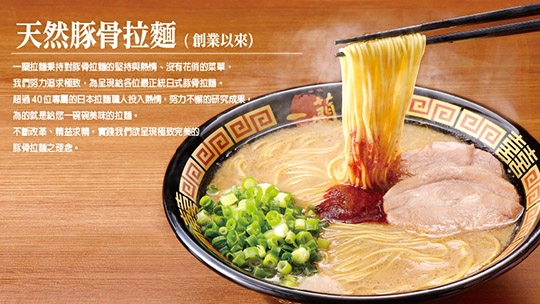 天然豚骨拉麵 (創業以來)
一蘭拉麵秉持對豚骨拉麵的堅持與熱情、沒有花俏的菜單、
我們努力追求極致，為呈現給各位最正統日式豚骨拉麵。
超過40位專屬的日本拉麵職人投入熱情，努力不懈的研究成果，
為的就是給您一碗碗美味的拉麵。
不斷改革、精益求精，實踐我們欲呈現極致完美的
豚骨拉麵之理念。
一蘭